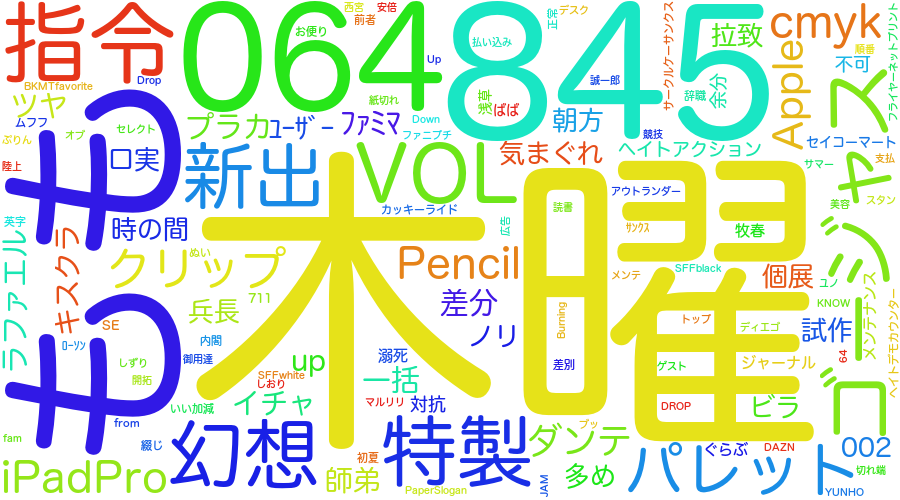 西宮
安倍
前者
お便り
指令
064
845
払い込み
正常
デスク
サークルケーサンクス
拉致
cmyk
フライヤーネットプリント
順番
不可
Up
Drop
BKMTfavorite
ツヤ
ムフフ
ぷりん
オブ
セレクト
プラカ
ユーザー
ファミマ
紙切れ
Down
ファニプチ
浅草
ばば
誠一郎
辞職
余分
Apple
ス
朝方
競技
ヘイトアクション
セイコーマート
サマー
支払
陸上
もも
口実
新出
VOL
気まぐれ
アウトランダー
美容
スタン
ャ
英字
時の間
カッキーライド
広告
読書
サンクス
牧春
木曜
ラファエル
キスクラ
ぬい
クリップ
Pencil
メンテ
SFFblack
個展
ユノ
ジ
メンテナンス
ヘイトデモカウンター
兵長
711
差分
KNOW
SE
ノリ
Burning
トップ
試作
ローソン
内閣
御用達
溺死
差別
ディエゴ
64
ゲスト
ジャーナル
しずり
開拓
up
SFFwhite
しおり
一括
マルリリ
対抗
DROP
ビラ
ー
ゴ
いい加減
イチャ
from
fam
綴じ
幻想
特製
ブッ
ダンテ
ぐらぶ
DAZN
002
iPadPro
師弟
初夏
PaperSlogan
JAM
多め
パレット
切れ端
YUNHO